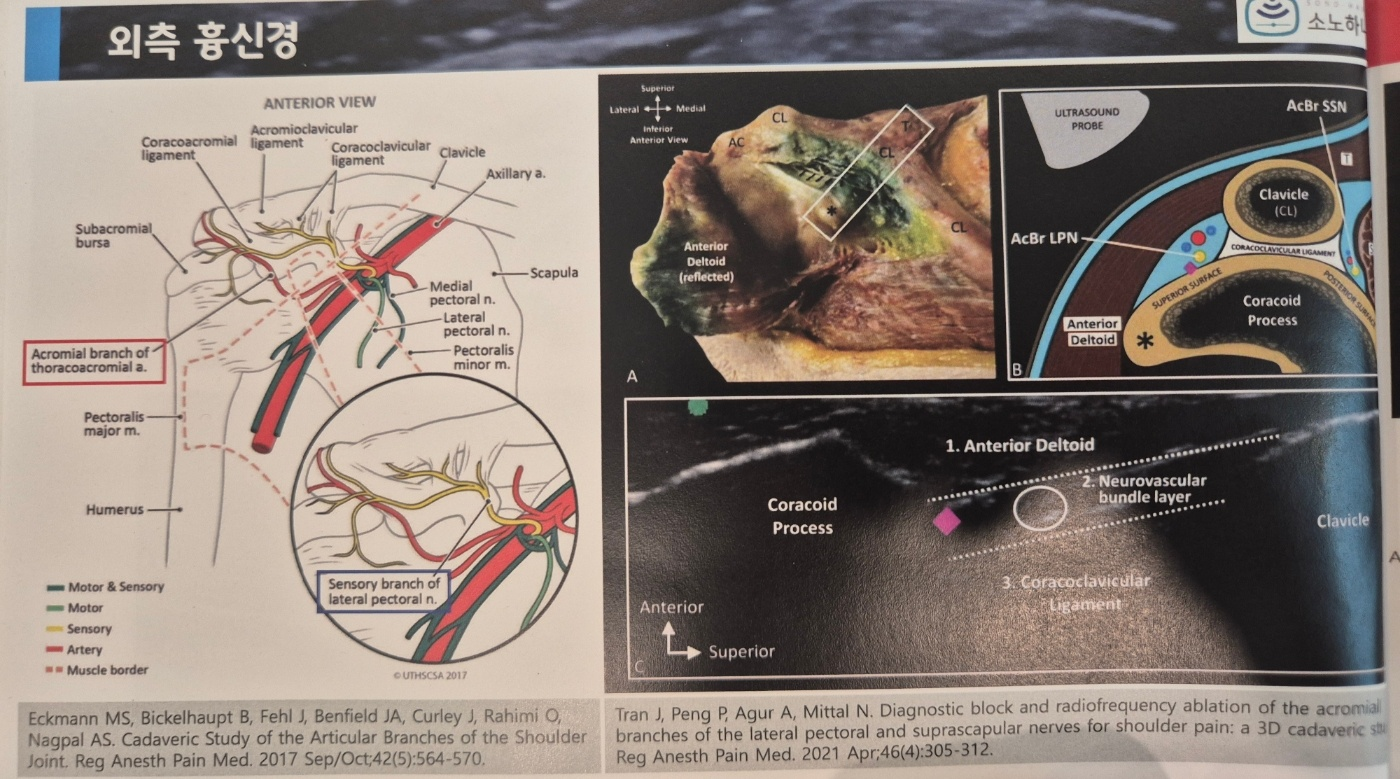 외측 흉신경
소노하
ANTERIOR VIEW
Coracoacromial
ligament
Acromioclavicular
ligament
Coracoclavicular
ligament
Clavicle
Axillary a.
Subacromial
bursa
Scapula
Medial
pectoral n.
Lateral
pectoral n.
Pectoralis
minor m.
Acromial branch of
thoracoacromial a.
Pectoralis
major m.
Humerus
Sensory branch of
lateral pectoral n.
Motor & Sensory
Motor
Sensory
Artery
Muscle border
© UTHSCSA 2017
Eckmann MS, Bickelhaupt B, Fehl J, Benfield JA, Curley J, Rahimi O,
Nagpal AS. Cadaveric Study of the Articular Branches of the Shoulder
Joint. Reg Anesth Pain Med. 2017 Sep/Oct;42(5):564-570.
Superior
Lateral
Medial
Inferior
Anterior View
CL
AC
T
CL
CL
*
Anterior
Deltoid
(reflected)
A
ULTRASOUND
PROBE
AcBr SSN
T
Clavicle
(CL)
AcBr LPN
CORACOCLAVICULAR LIGAMENT
SUPERIOR SURFACE
POSTERIOR
Coracoid
Process
Anterior
Deltoid
*
B
1. Anterior Deltoid
2. Neurovascular
bundle layer
Coracoid
Process
Clavicle
3. Coracoclavicular
Ligament
Anterior
Superior
C
Tran J, Peng P, Agur A, Mittal N. Diagnostic block and radiofrequency ablation of the acromial
branches of the lateral pectoral and suprascapular nerves for shoulder pain: a 3D cadaveric
Reg Anesth Pain Med. 2021 Apr;46(4):305-312.